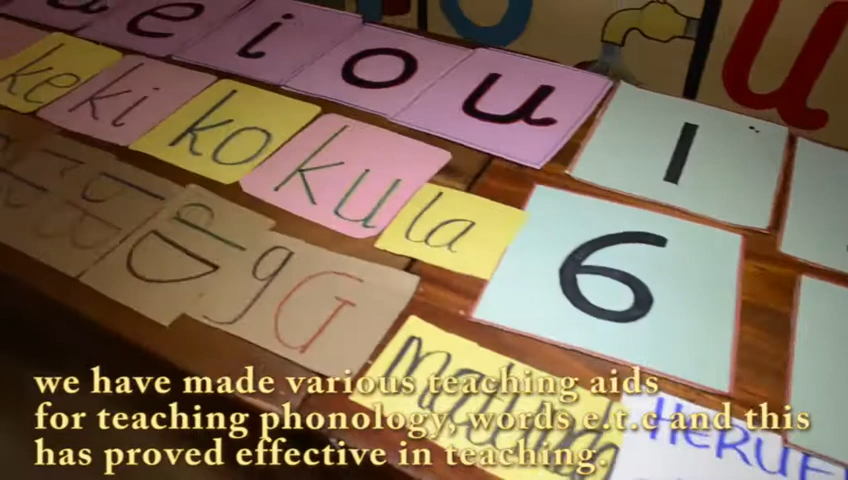 e i o u
ke ki ko ku la
1
6
g G
we have made various teaching aids
for teaching phonology, words e.t.c and this
has proved effective in teaching.